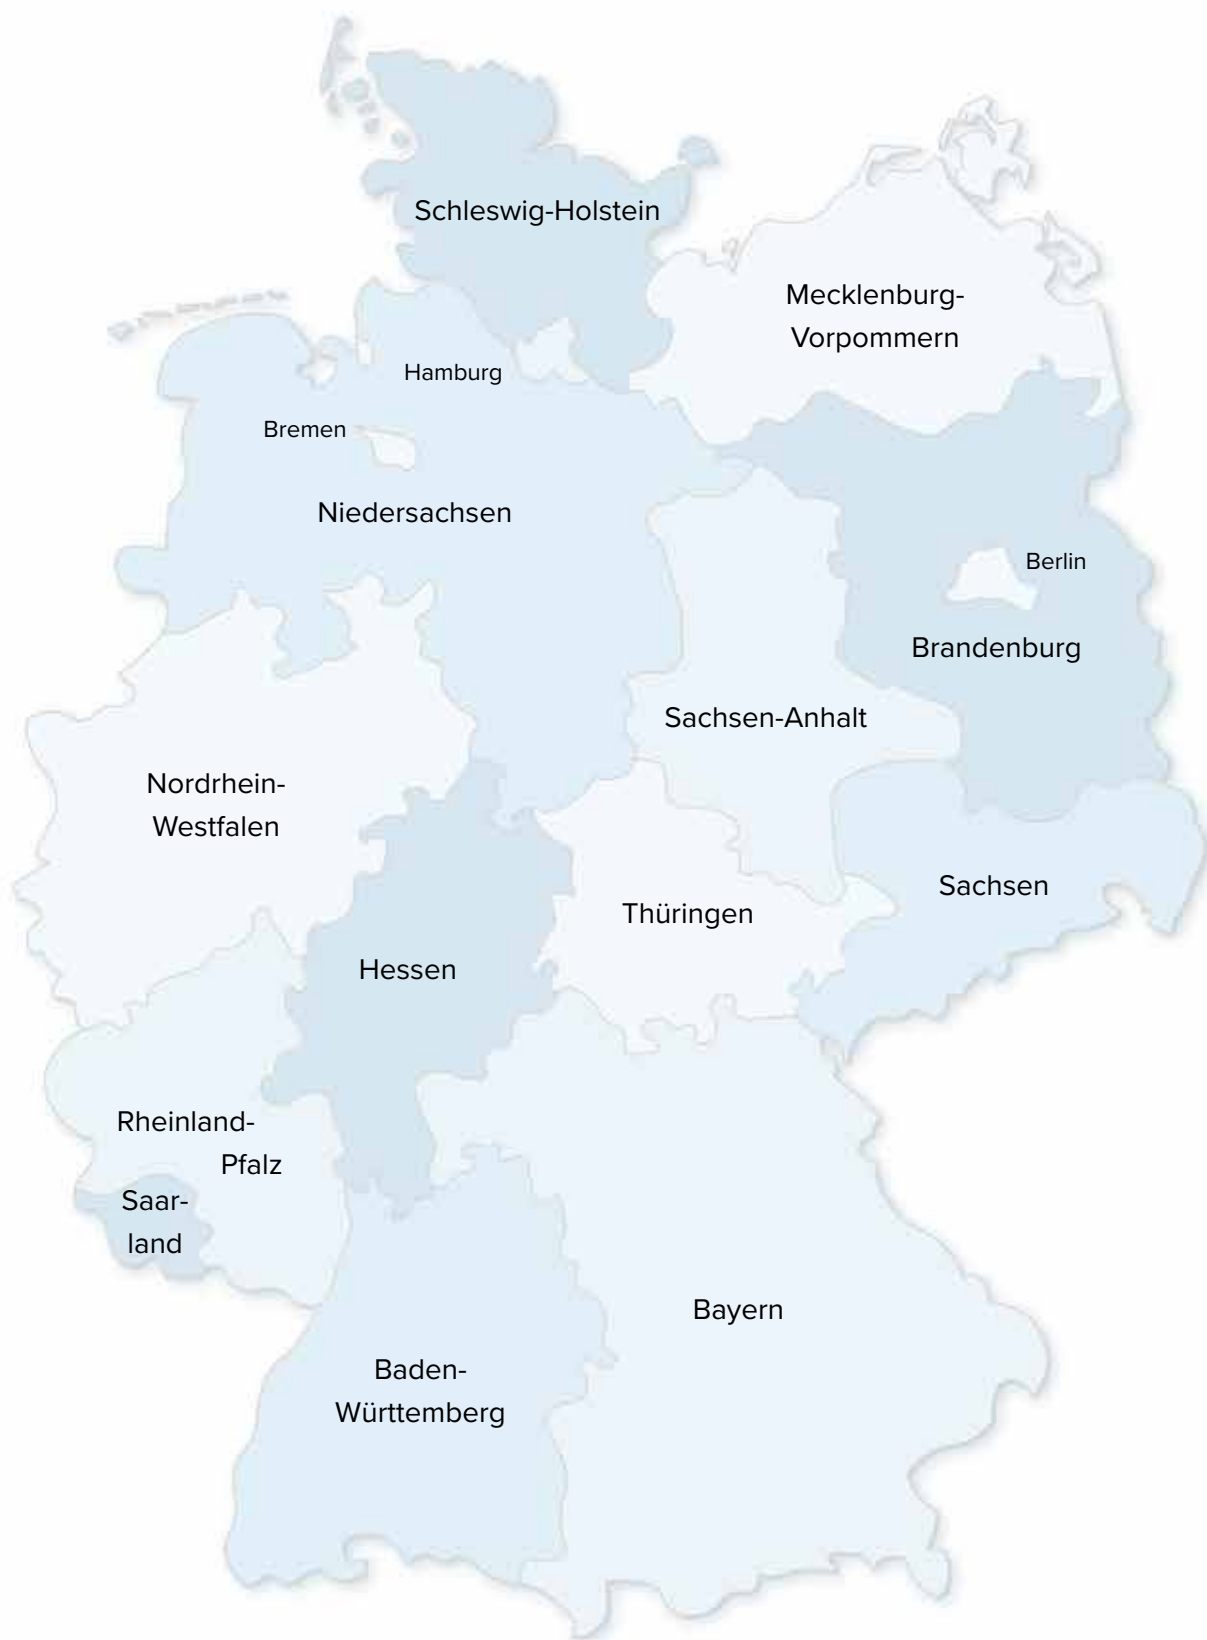 Schleswig-Holstein
Mecklenburg-
Vorpommern
Hamburg
Bremen
Niedersachsen
Berlin
Brandenburg
Sachsen-Anhalt
Nordrhein-
Westfalen
Sachsen
Thüringen
Hessen
Rheinland-
Pfalz
Saar-
land
Bayern
Baden-
Württemberg